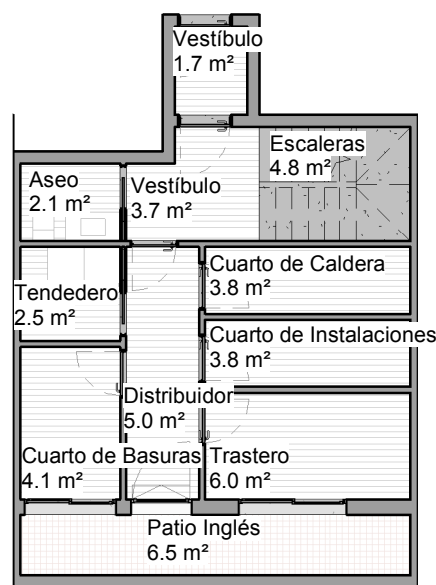 Vestíbulo
1.7 m²
Escaleras
4.8 m²
Aseo
2.1 m²
Vestíbulo
3.7 m²
Cuarto de Caldera
3.8 m²
Tendedero
2.5 m²
Cuarto de Instalaciones
3.8 m²
Distribuidor
5.0 m²
Cuarto de Basuras
4.1 m²
Trastero
6.0 m²
Patio Inglés
6.5 m²